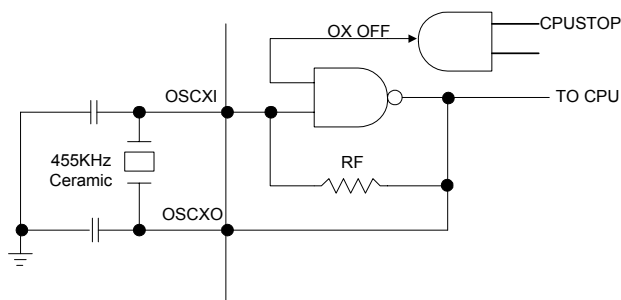 OX OFF
CPUSTOP
OSCXI
TO CPU
455KHz
Ceramic
RF
OSCXO